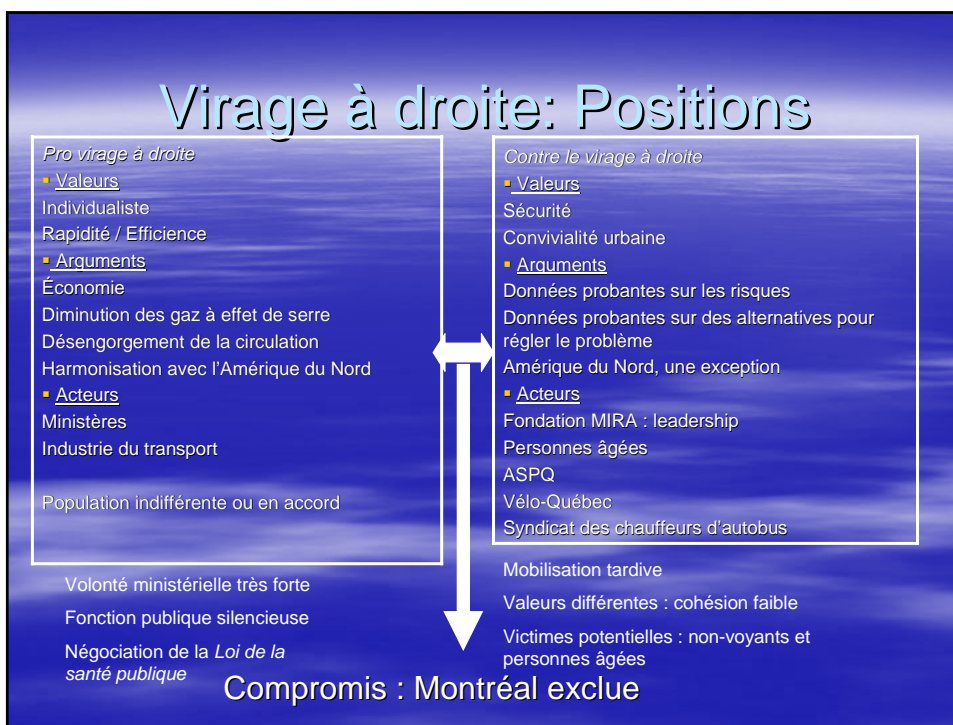 Virage à droite: Positions
Pro virage à droite
▪ Valeurs
Individualiste
Rapidité / Efficience
▪ Arguments
Économie
Diminution des gaz à effet de serre
Désengorgement de la circulation
Harmonisation avec l'Amérique du Nord
▪ Acteurs
Ministères
Industrie du transport
Population indifférente ou en accord
Volonté ministérielle très forte
Fonction publique silencieuse
Négociation de la Loi de la
santé publique
Contre le virage à droite
▪ Valeurs
Sécurité
Convivialité urbaine
▪ Arguments
Données probantes sur les risques
Données probantes sur des alternatives pour
régler le problème
Amérique du Nord, une exception
▪ Acteurs
Fondation MIRA : leadership
Personnes âgées
ASPQ
Vélo-Québec
Syndicat des chauffeurs d'autobus
Mobilisation tardive
Valeurs différentes : cohésion faible
Victimes potentielles : non-voyants et
personnes âgées
Compromis : Montréal exclue